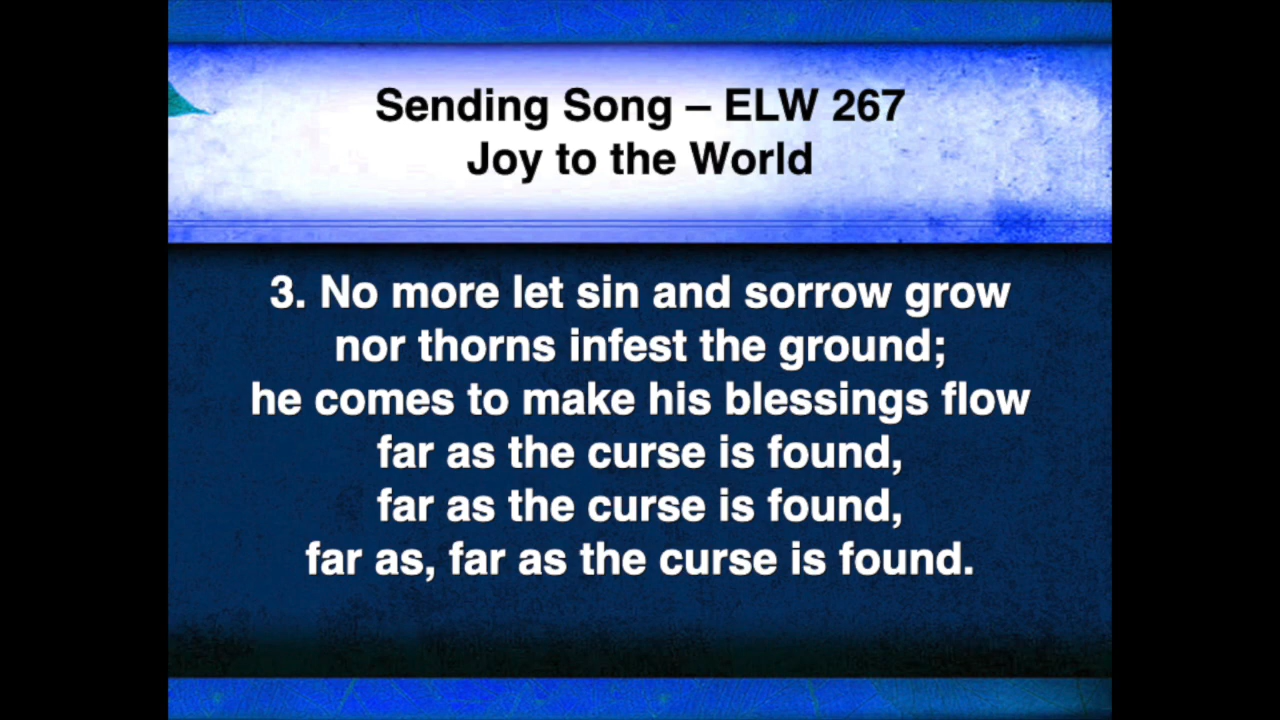 Sending Song – ELW 267
Joy to the World
3. No more let sin and sorrow grow
nor thorns infest the ground;
he comes to make his blessings flow
far as the curse is found,
far as the curse is found,
far as, far as the curse is found.